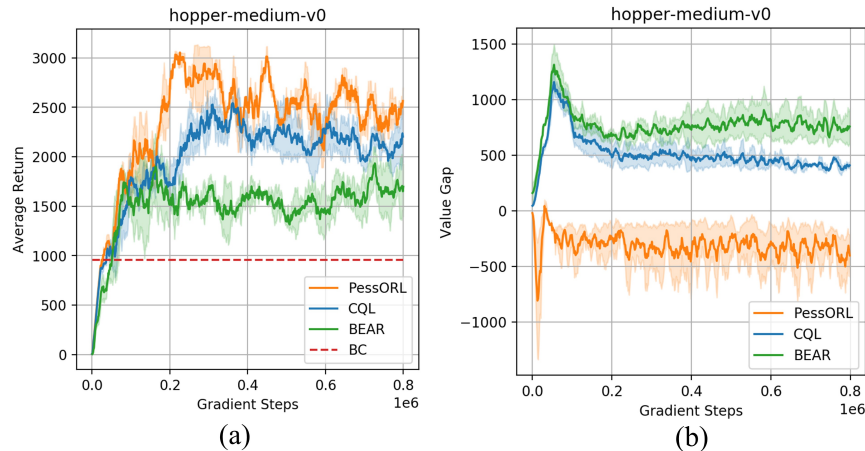 hopper-medium-v0
Average Return
3000
2500
2000
1500
1000
500
0
0.0 0.2 0.4 0.6 0.8
1e6
Gradient Steps
PessORL
CQL
BEAR
BC
(a)
hopper-medium-v0
Value Gap
1500
1000
500
0
−500
−1000
0.0 0.2 0.4 0.6 0.8
1e6
Gradient Steps
PessORL
CQL
BEAR
(b)